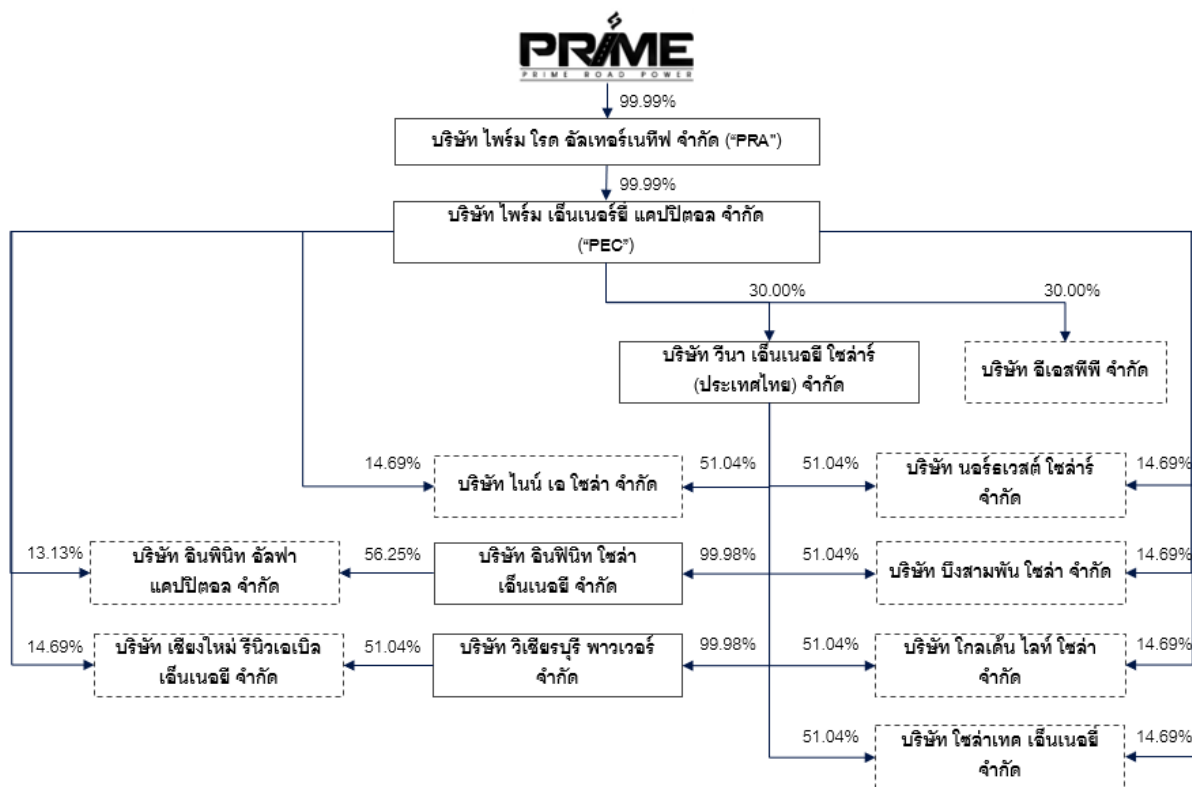 PRIME
PRIME ROAD POWER
99.99%
บริษัท ไพร์ม โรด อัลเทอร์เนทีฟ จำกัด ("PRA")
99.99%
บริษัท ไพร์ม เอ็นเนอร์ยี่ แคปปิตอล จำกัด
("PEC")
30.00% 30.00%
บริษัท วีนา เอ็นเนอยี โซล่าร์
(ประเทศไทย) จำกัด
บริษัท อีเอสพีพี จำกัด
14.69% บริษัท ไนน์ เอ โซล่า จำกัด 51.04% 51.04%
บริษัท นอร์ธเวสต์ โซล่าร์
จำกัด
14.69%
13.13%
บริษัท อินพินิท อัลฟา
แคปปิตอล จำกัด
56.25%
บริษัท อินฟินิท โซล่า
เอ็นเนอยี จำกัด
99.98% 51.04% บริษัท บึงสามพัน โซล่า จำกัด 14.69%
14.69%
บริษัท เชียงใหม่ รีนิวเอเบิล
เอ็นเนอยี จำกัด
51.04%
บริษัท วิเชียรบุรี พาวเวอร์
จำกัด
99.98% 51.04%
บริษัท โกลเด้น ไลท์ โซล่า
จำกัด
14.69%
51.04%
บริษัท โซล่าเทค เอ็นเนอยี่
จำกัด
14.69%